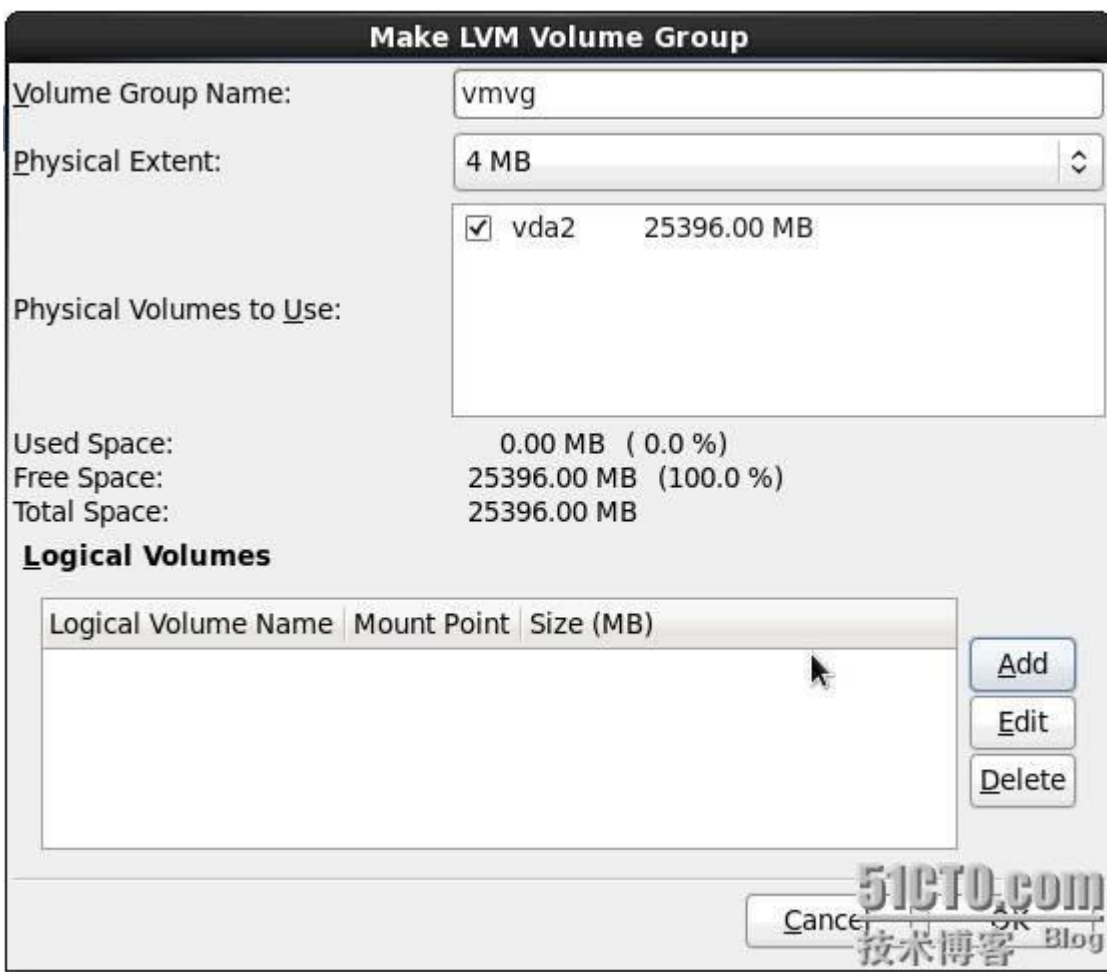 Make LVM Volume Group
Volume Group Name: vmvg
Physical Extent: 4 MB
Physical Volumes to Use:
vda2 25396.00 MB
Used Space: 0.00 MB ( 0.0 %)
Free Space: 25396.00 MB (100.0 %)
Total Space: 25396.00 MB
Logical Volumes
Logical Volume Name Mount Point Size (MB)
Add
Edit
Delete
Cancel OK
51CTO.com
技术博客 Blog